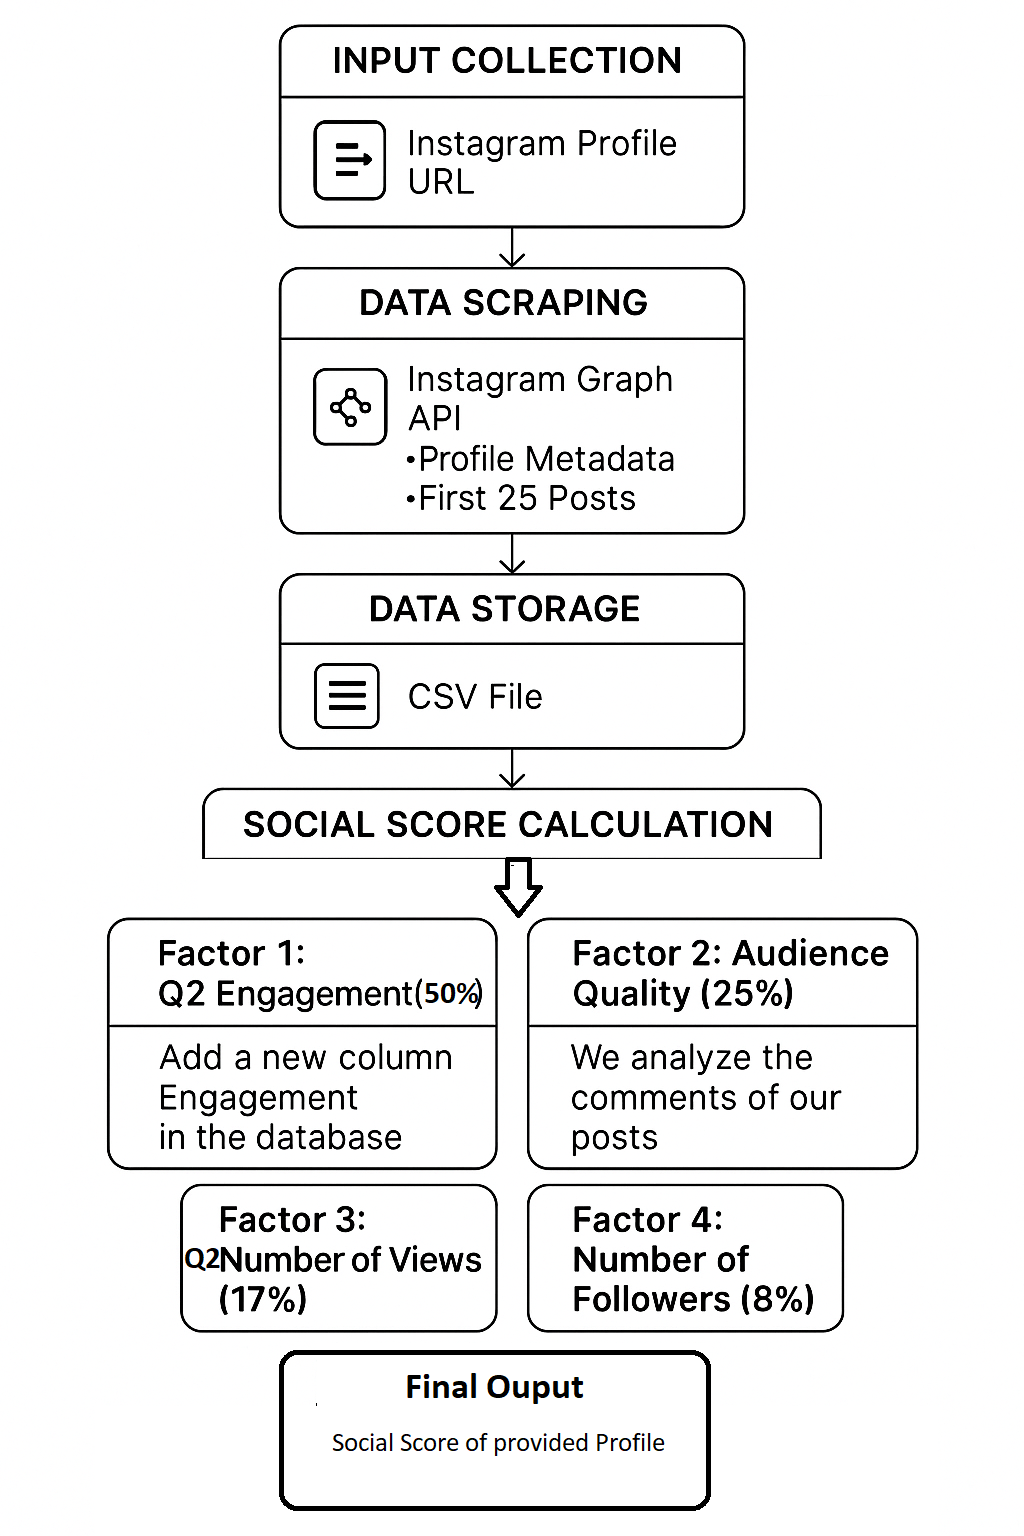 INPUT COLLECTION
Instagram Profile
URL
DATA SCRAPING
Instagram Graph
API
•Profile Metadata
•First 25 Posts
DATA STORAGE
CSV File
SOCIAL SCORE CALCULATION
Factor 1:
Q2 Engagement(50%)
Add a new column
Engagement
in the database
Factor 2: Audience
Quality (25%)
We analyze the
comments of our
posts
Factor 3:
Q2Number of Views
(17%)
Factor 4:
Number of
Followers (8%)
Final Ouput
Social Score of provided Profile